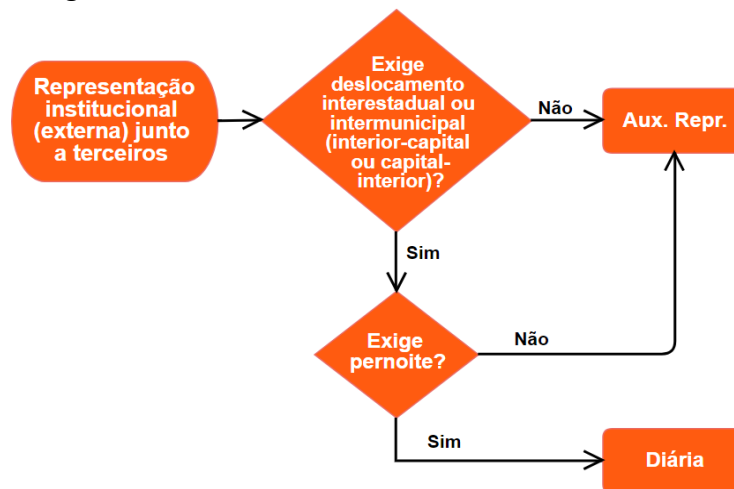 Representação
institucional
(externa) junto
a terceiros
Exige
deslocamento
interestadual ou
intermunicipal
(interior-capital
ou capital-
interior)?
Não
Aux. Repr.
Sim
Exige
pernoite?
Não
Sim
Diária